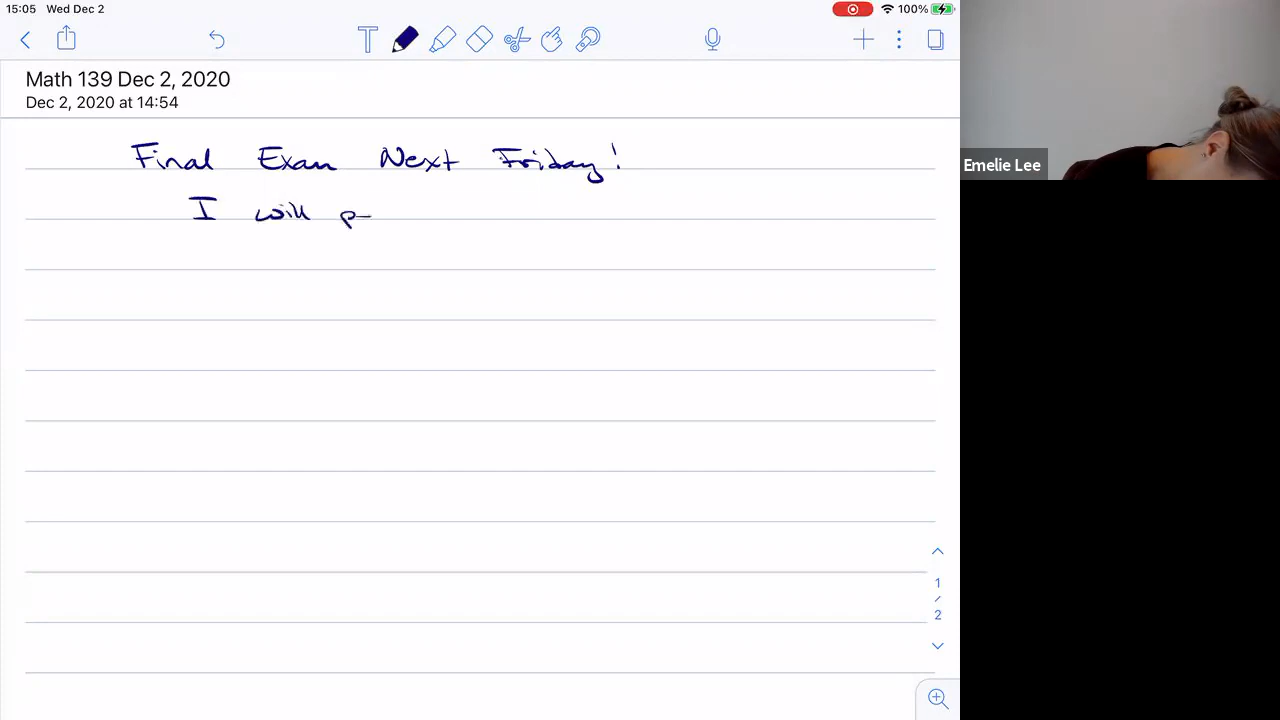 15:05 Wed Dec 2
100%
Math 139 Dec 2, 2020
Dec 2, 2020 at 14:54
Final Exam Next Friday!
I will p
Emelie Lee
1
/
2